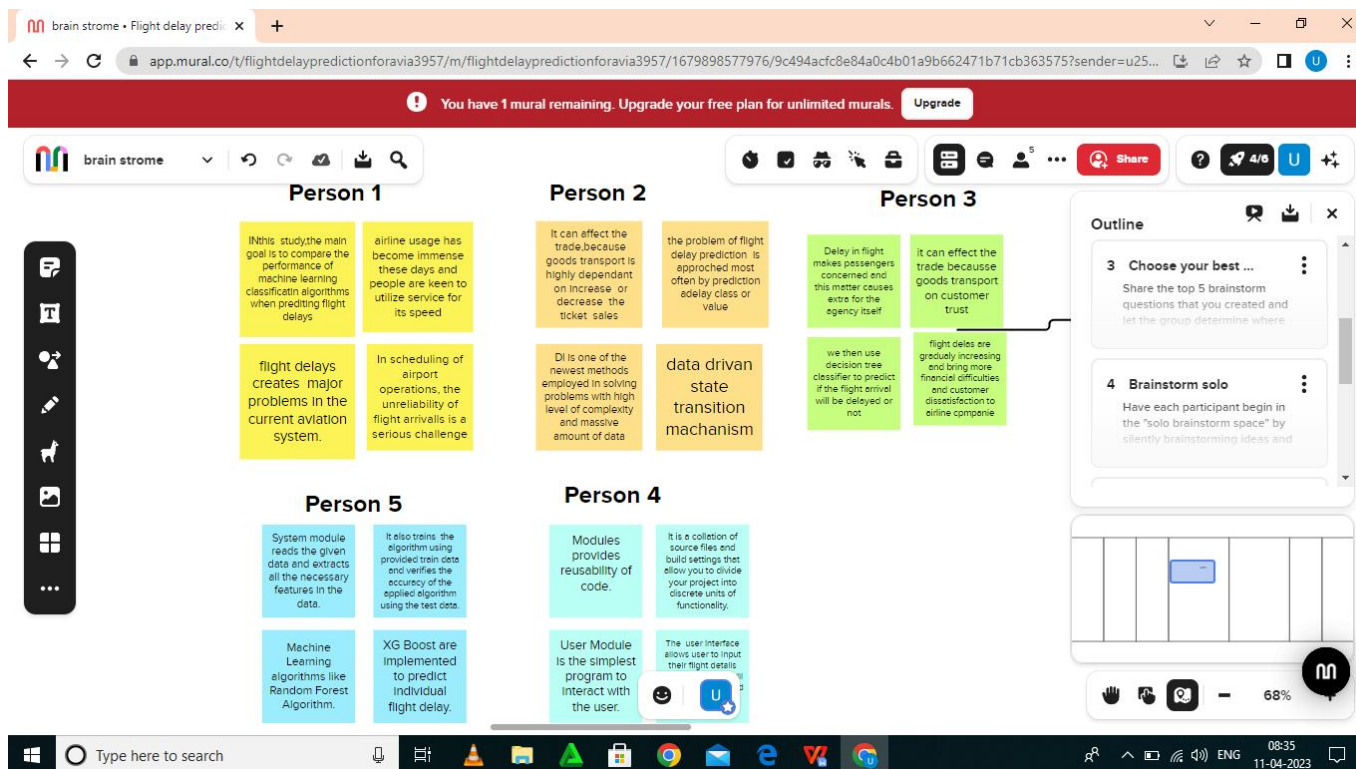 brain strome • Flight delay predic
app.mural.co/t/flightdelaypredictionforavia3957/m/flightdelaypredictionforavia3957/1679898577976/9c494acfc8e84a0c4b01a9b662471b71cb363575?sender=u25...
U
You have 1 mural remaining. Upgrade your free plan for unlimited murals.
Upgrade
brain strome
5
Share
4/6
U
Person 1
INthis study,the main
goal is to compare the
performance of
machine learning
classificatin algorithms
when prediting flight
delays
airline usage has
become immense
these days and
people are keen to
utilize service for
its speed
flight delays
creates major
problems in the
current aviation
system.
In scheduling of
airport
operations, the
unreliability of
flight arrivalls is a
serious challenge
Person 2
It can affect the
trade,because
goods transport is
highly dependant
on increase or
decrease the
ticket sales
the problem of flight
delay prediction is
approched most
often by prediction
adelay class or
value
Dl is one of the
newest methods
employed in solving
problems with high
level of complexity
and massive
amount of data
data drivan
state
transition
machanism
Person 3
Delay in flight
makes passengers
concerned and
this matter causes
extra for the
agency itself
it can effect the
trade becausse
goods transport
on customer
trust
we then use
decision tree
classifier to predict
if the flight arrival
will be delayed or
not
flight delas are
gradualy increasing
and bring more
financial difficulties
and customer
dissatisfaction to
airline cpmpanie
Person 5
System module
reads the given
data and extracts
all the necessary
features in the
data.
It also trains the
algorithm using
provided train data
and verifies the
accuracy of the
applied algorithm
using the test data.
Machine
Learning
algorithms like
Random Forest
Algorithm.
XG Boost are
implemented
to predict
individual
flight delay.
Person 4
Modules
provides
reusability of
code.
It is a collation of
source files and
build settings that
allow you to divide
your project into
discrete units of
functionality.
User Module
is the simplest
program to
interact with
the user.
The user interface
allows user to input
their flight details
U
Outline
3 Choose your best ...
Share the top 5 brainstorm
questions that you created and
let the group determine where
4 Brainstorm solo
Have each participant begin in
the "solo brainstorm space" by
silently brainstorming ideas and
68%
Type here to search
ENG
08:35
11-04-2023